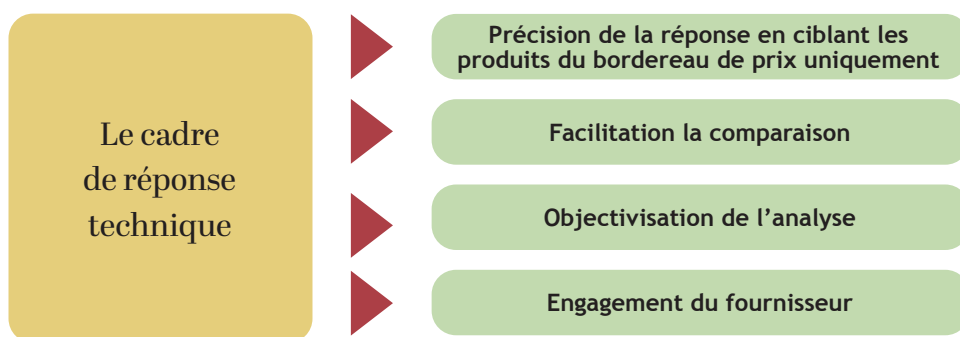 Le cadre
de réponse
technique
Précision de la réponse en ciblant les
produits du bordereau de prix uniquement
Facilitation la comparaison
Objectivisation de l’analyse
Engagement du fournisseur